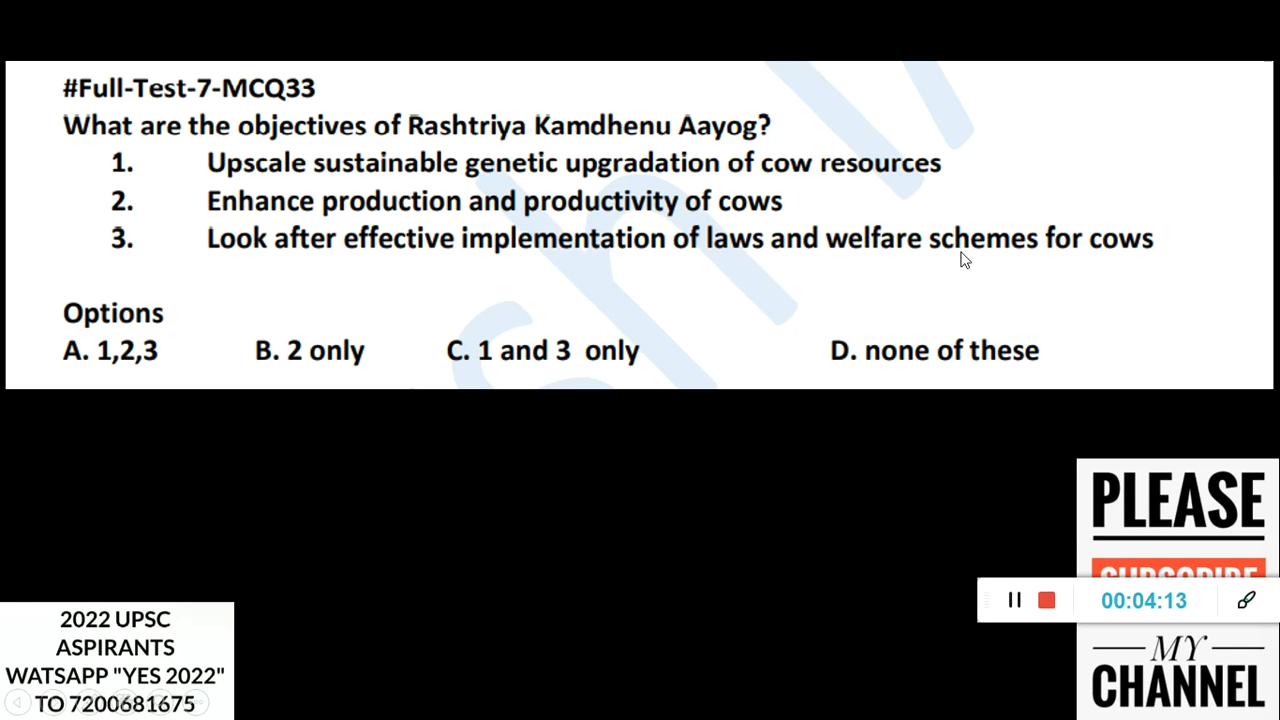 #Full-Test-7-MCQ33
What are the objectives of Rashtriya Kamdhenu Aayog?
1. Upscale sustainable genetic upgradation of cow resources
2. Enhance production and productivity of cows
3. Look after effective implementation of laws and welfare schemes for cows
Options
A. 1,2,3 B. 2 only C. 1 and 3 only D. none of these
PLEASE
SUBSCRIBE
00:04:13
MY
CHANNEL
2022 UPSC
ASPIRANTS
WATSAPP "YES 2022"
TO 7200681675